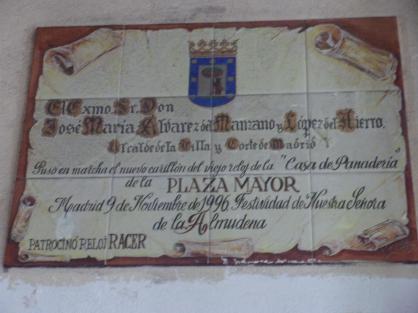 El Exmo. Sr. Don
José María Alvarez del Manzano y López del Hierro.
Alcalde de la Villa y Corte de Madrid
Puso en marcha el nuevo carillón del viejo reloj de la "Casa de Panadería"
de la PLAZA MAYOR
Madrid 9 de Noviembre de 1996, Festividad de Nuestra Señora
de la Almudena
PATROCINÓ RELOJ RACER